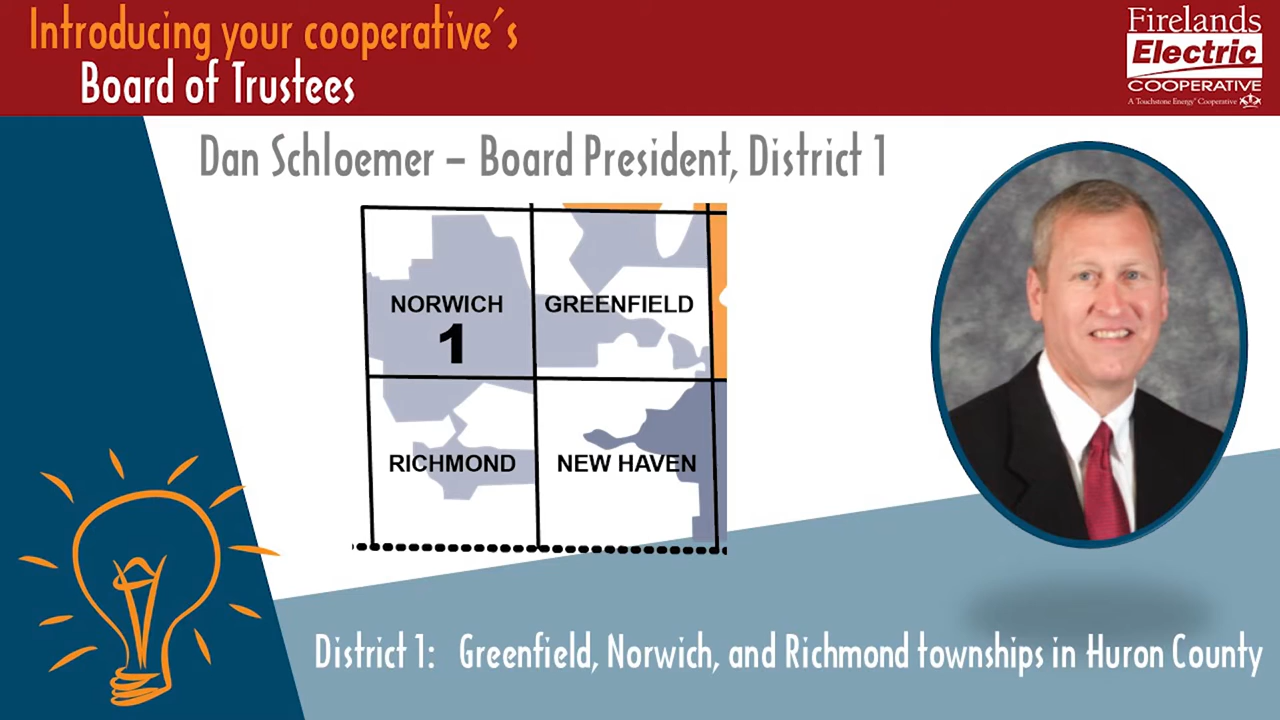 Introducing your cooperative's
Board of Trustees
Firelands
Electric
COOPERATIVE
A Touchstone Energy® Cooperative
Dan Schloemer – Board President, District 1
NORWICH
GREENFIELD
1
RICHMOND
NEW HAVEN
District 1: Greenfield, Norwich, and Richmond townships in Huron County